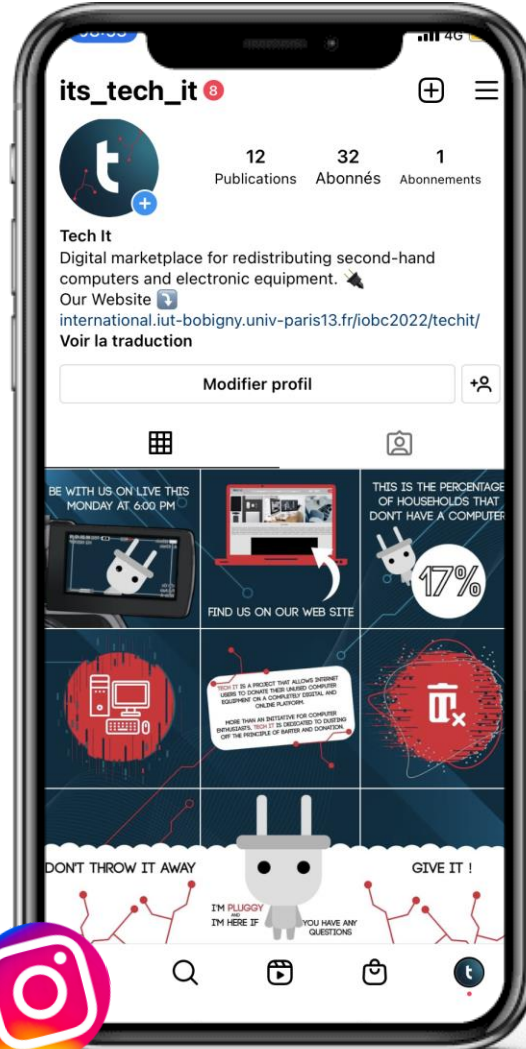 4G
its_tech_it 8
t
12 32 1
Publications Abonnés Abonnements
Tech It
Digital marketplace for redistributing second-hand
computers and electronic equipment. 🔌
Our Website ⤵️
international.iut-bobigny.univ-paris13.fr/iobc2022/techit/
Voir la traduction
Modifier profil
BE WITH US ON LIVE THIS
MONDAY AT 6:00 PM
FIND US ON OUR WEB SITE
THIS IS THE PERCENTAGE
OF HOUSEHOLDS THAT
DON'T HAVE A COMPUTER
17%
TECH IT IS A PROJECT THAT ALLOWS INTERNET
USERS TO DONATE THEIR UNUSED COMPUTER
EQUIPMENT ON A COMPLETELY DIGITAL AND
ONLINE PLATFORM.
MORE THAN AN INITIATIVE FOR COMPUTER
ENTHUSIASTS, TECH IT IS DEDICATED TO DUSTING
OFF THE PRINCIPLE OF BARTER AND DONATION.
DON'T THROW IT AWAY
I'M PLUGGY
AND
I'M HERE IF YOU HAVE ANY
QUESTIONS
GIVE IT !
t